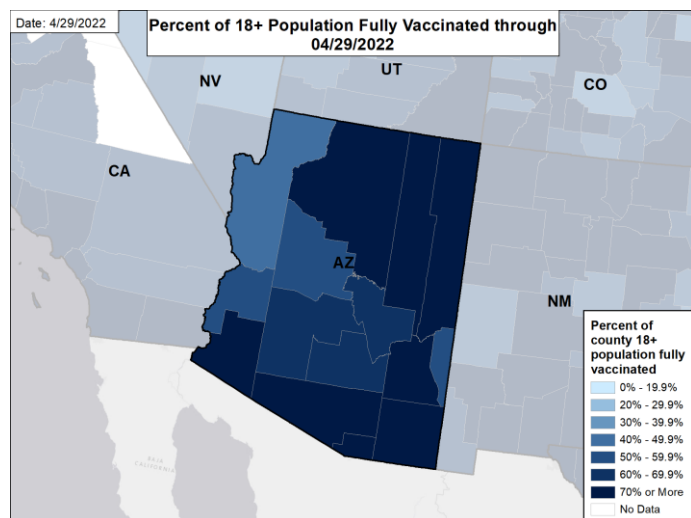 Date: 4/29/2022
Percent of 18+ Population Fully Vaccinated through
04/29/2022
NV
UT
CO
CA
AZ
NM
BAJA
CALIFORNIA
Percent of
county 18+
population fully
vaccinated
0% - 19.9%
20% - 29.9%
30% - 39.9%
40% - 49.9%
50% - 59.9%
60% - 69.9%
70% or More
No Data